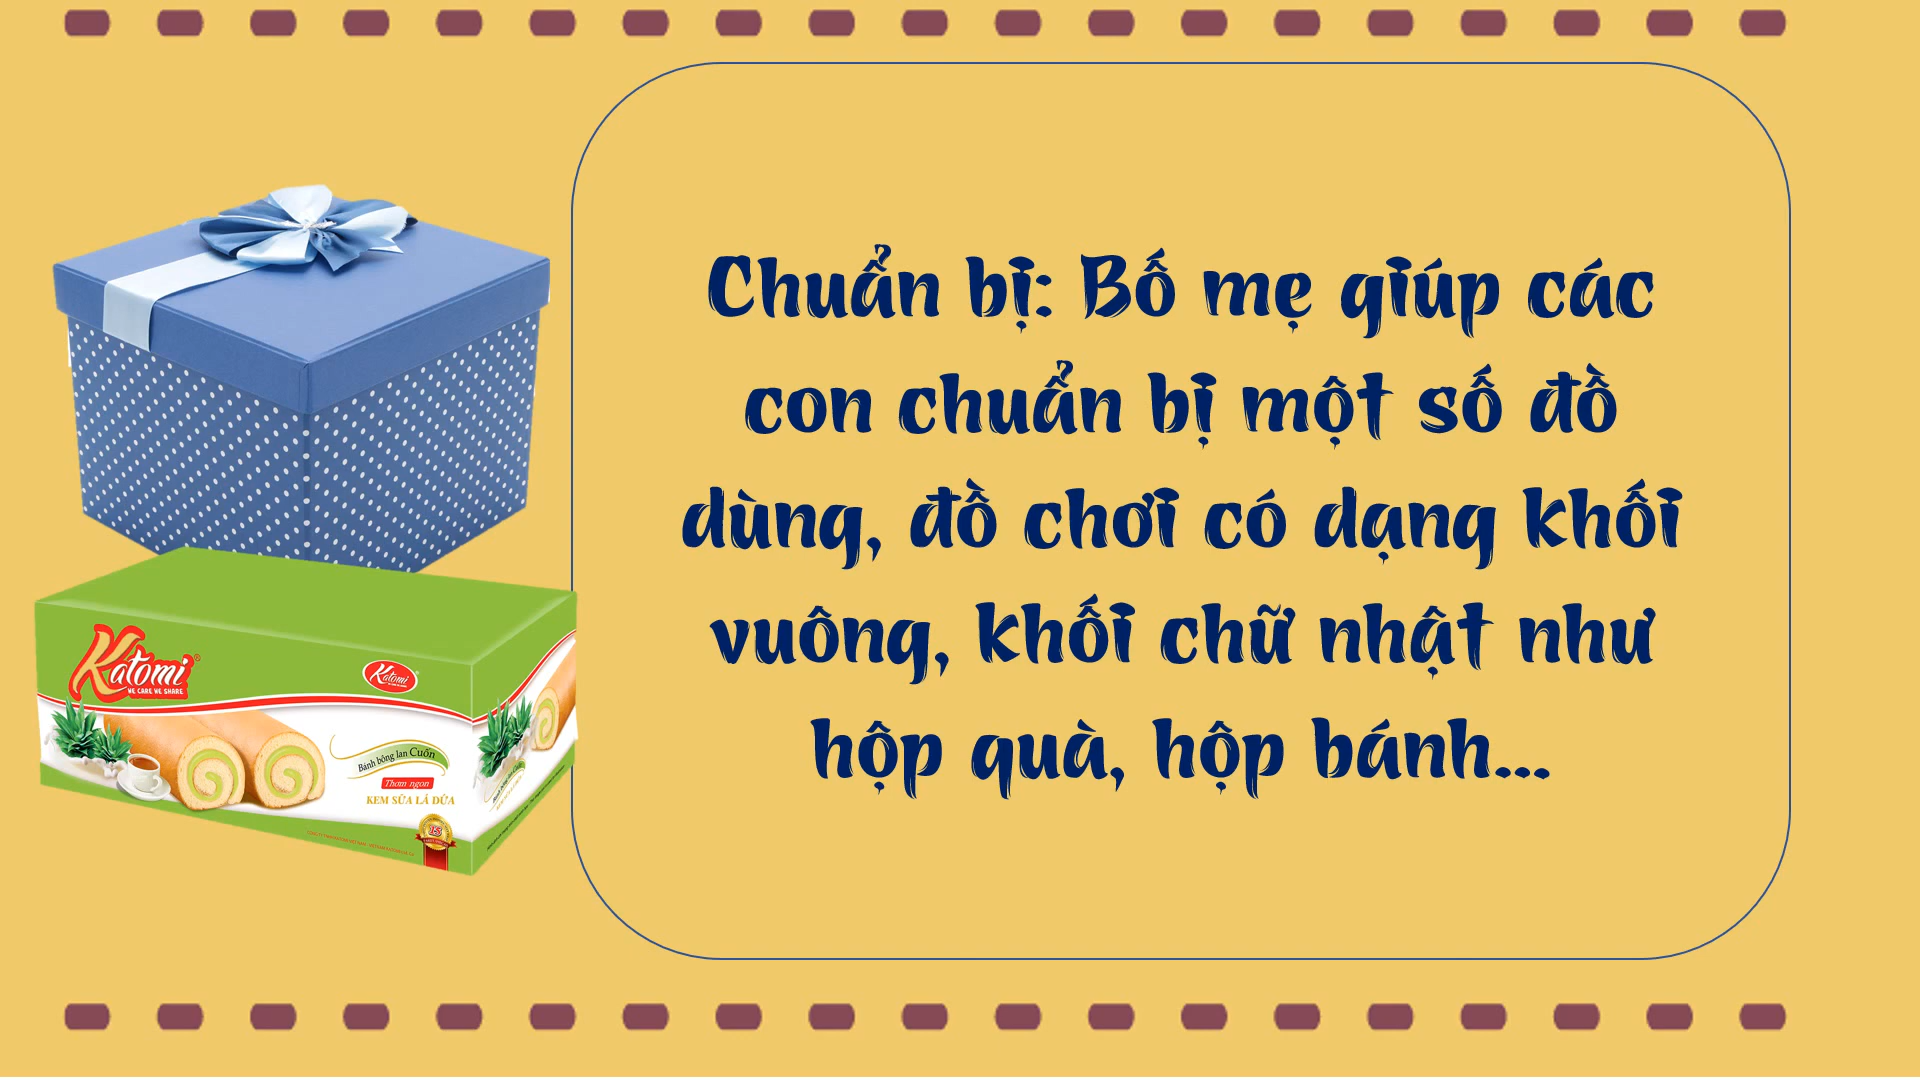 Chuẩn bị: Bố mẹ giúp các
con chuẩn bị một số đồ
dùng, đồ chơi có dạng khối
vuông, khối chữ nhật như
hộp quà, hộp bánh...
Katomi
WE CARE WE SHARE
Katomi
Bánh bông lan Cuốn
Thơm ngon
KEM SỮA LÁ DỨA
15